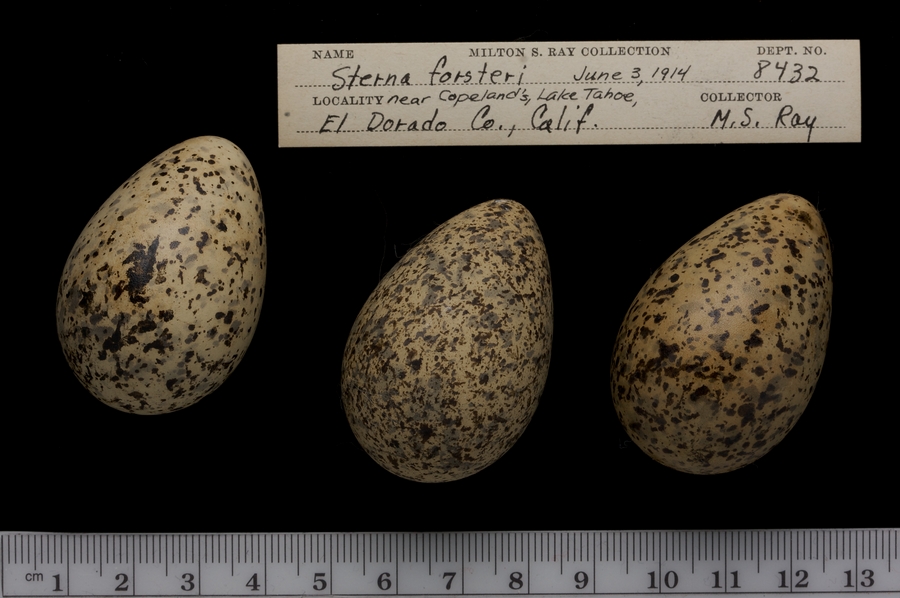 NAME MILTON S. RAY COLLECTION DEPT. NO.
Sterna forsteri June 3, 1914 8432
LOCALITY near Copeland's, Lake Tahoe, COLLECTOR
El Dorado Co., Calif. M.S. Ray
cm 1 2 3 4 5 6 7 8 9 10 11 12 13